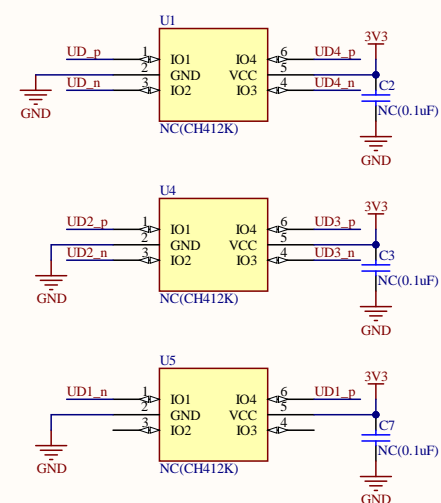 U1
3V3
UD_p 1 IO1 IO4 6 UD4_p
2 GND VCC 5
UD_n 3 IO2 IO3 4 UD4_n
C2
NC(0.1uF)
GND
NC(CH412K)
GND
U4
3V3
UD2_p 1 IO1 IO4 6 UD3_p
2 GND VCC 5
UD2_n 3 IO2 IO3 4 UD3_n
C3
NC(0.1uF)
GND
NC(CH412K)
GND
U5
3V3
UD1_n 1 IO1 IO4 6 UD1_p
2 GND VCC 5
3 IO2 IO3 4
C7
NC(0.1uF)
GND
NC(CH412K)
GND